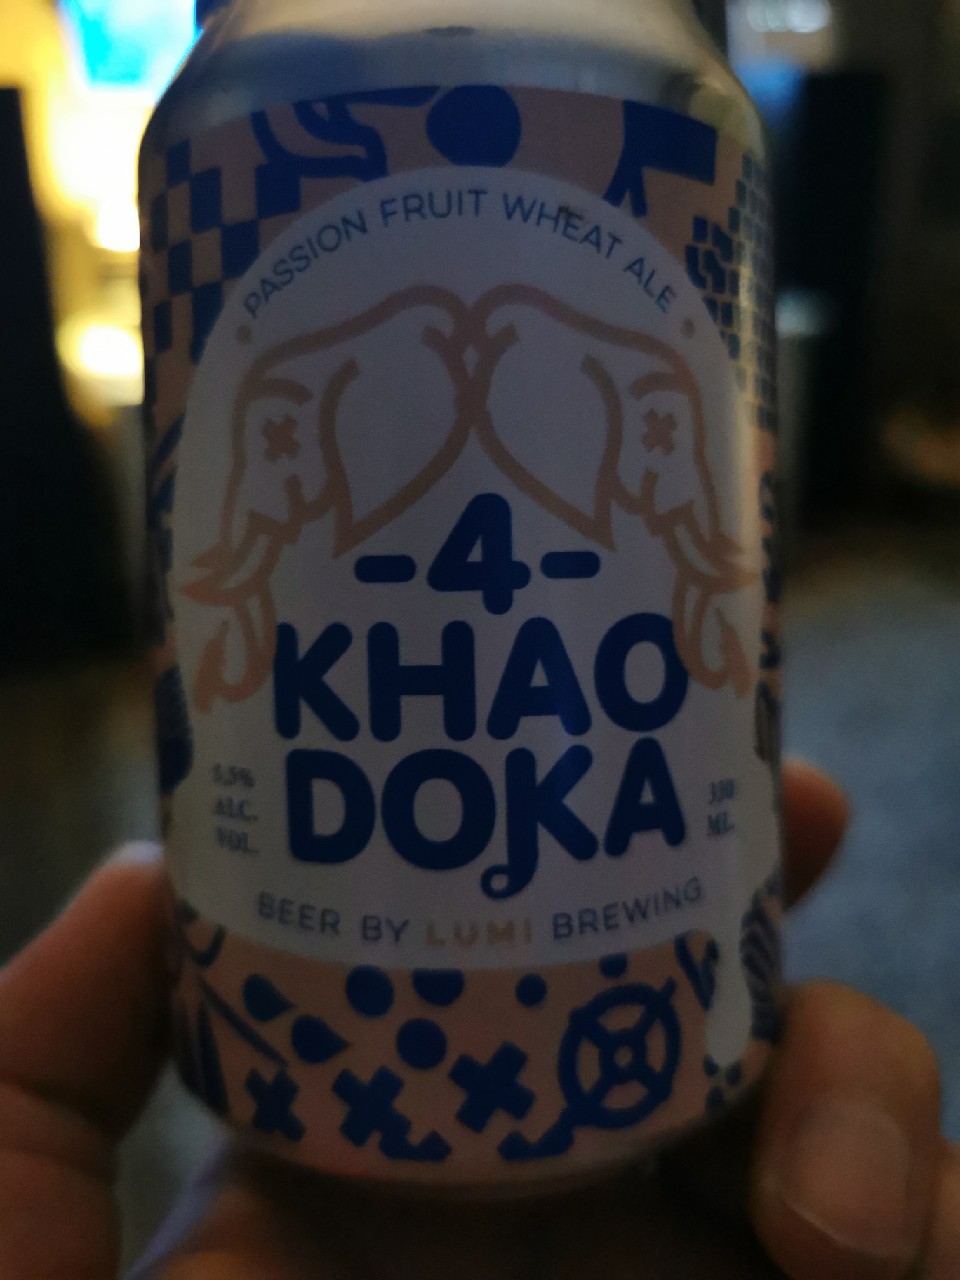 PASSION FRUIT WHEAT ALE
-4-
KHAO
DOKA
5,5%
ALC.
VOL.
330
ML.
BEER BY LUMI BREWING